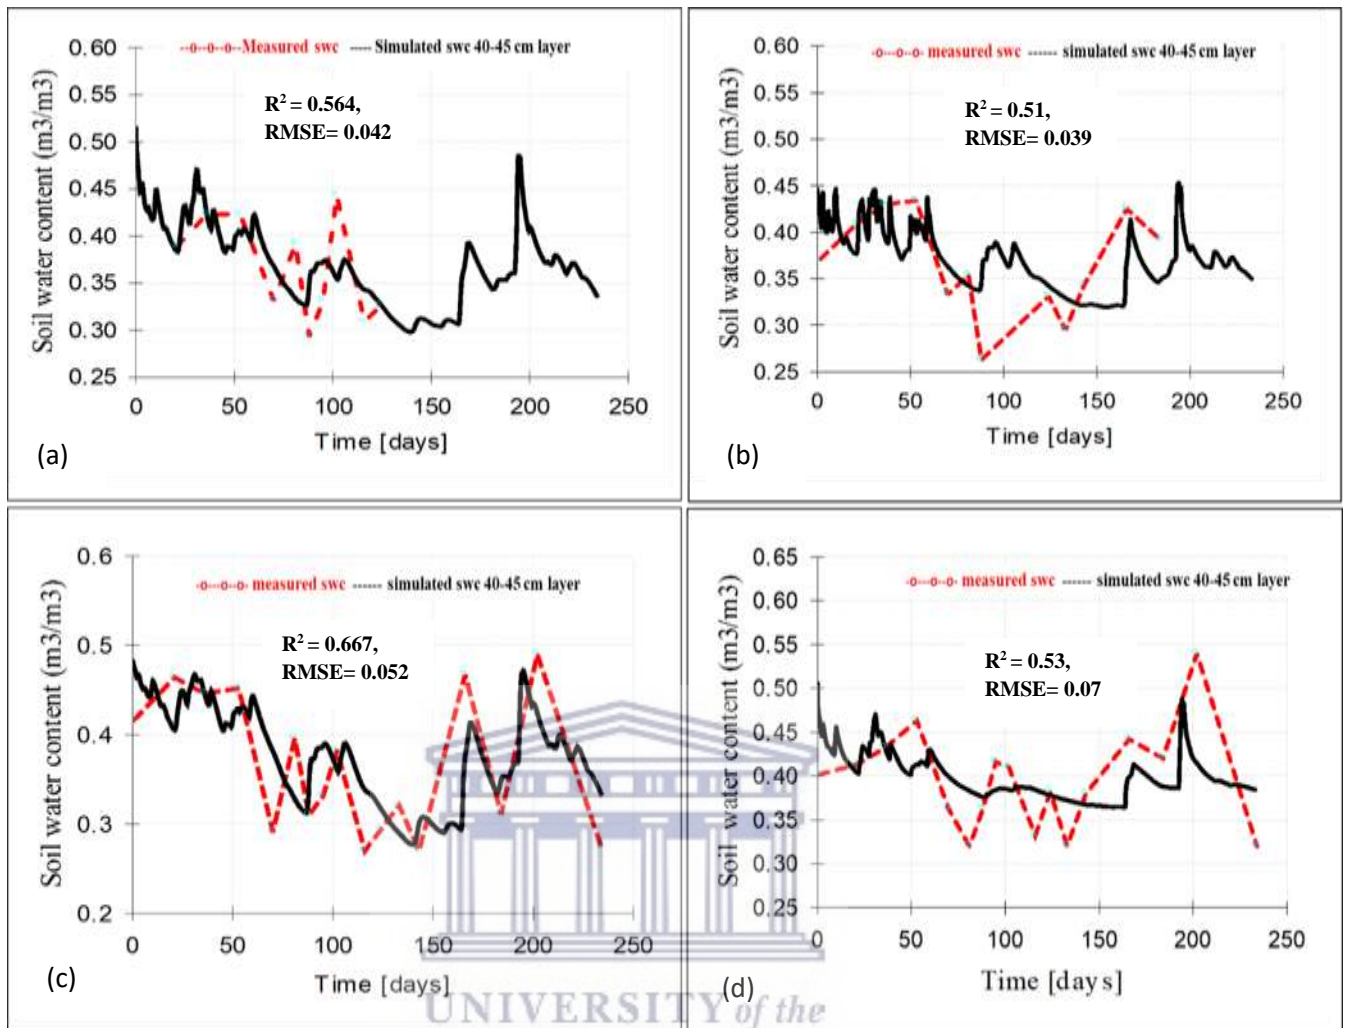 -o---o---o- Measured swc ----- Simulated swc 40-45 cm layer
R² = 0.564,
RMSE= 0.042
Soil water content (m3/m3)
0.60
0.55
0.50
0.45
0.40
0.35
0.30
0.25
0 50 100 150 200 250
Time [days]
(a)
-o---o---o- measured swc ----- simulated swc 40-45 cm layer
R² = 0.51,
RMSE= 0.039
Soil water content (m3/m3)
0.60
0.55
0.50
0.45
0.40
0.35
0.30
0.25
0 50 100 150 200 250
Time [days]
(b)
-o---o---o- measured swc ----- simulated swc 40-45 cm layer
R² = 0.667,
RMSE= 0.052
Soil water content (m3/m3)
0.6
0.5
0.4
0.3
0.2
0 50 100 150 200 250
Time [days]
(c)
-o---o---o- measured swc ----- simulated swc 40-45 cm layer
R² = 0.53,
RMSE= 0.07
Soil water content (m3/m3)
0.65
0.60
0.55
0.50
0.45
0.40
0.35
0.30
0.25
0 50 100 150 200 250
Time [days]
(d)
UNIVERSITY of the